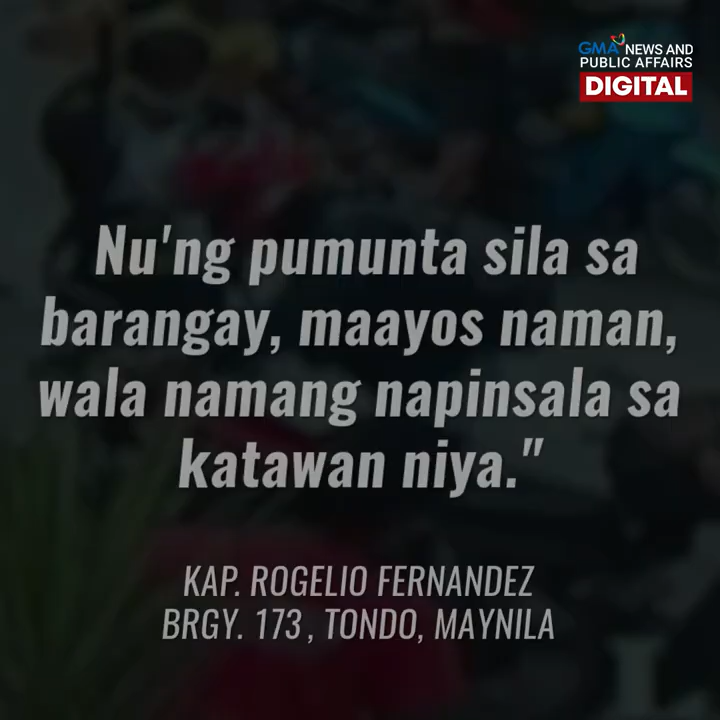 GMA NEWS AND
PUBLIC AFFAIRS
DIGITAL
Nu'ng pumunta sila sa
barangay, maayos naman,
wala namang napinsala sa
katawan niya."
KAP. ROGELIO FERNANDEZ
BRGY. 173 , TONDO, MAYNILA